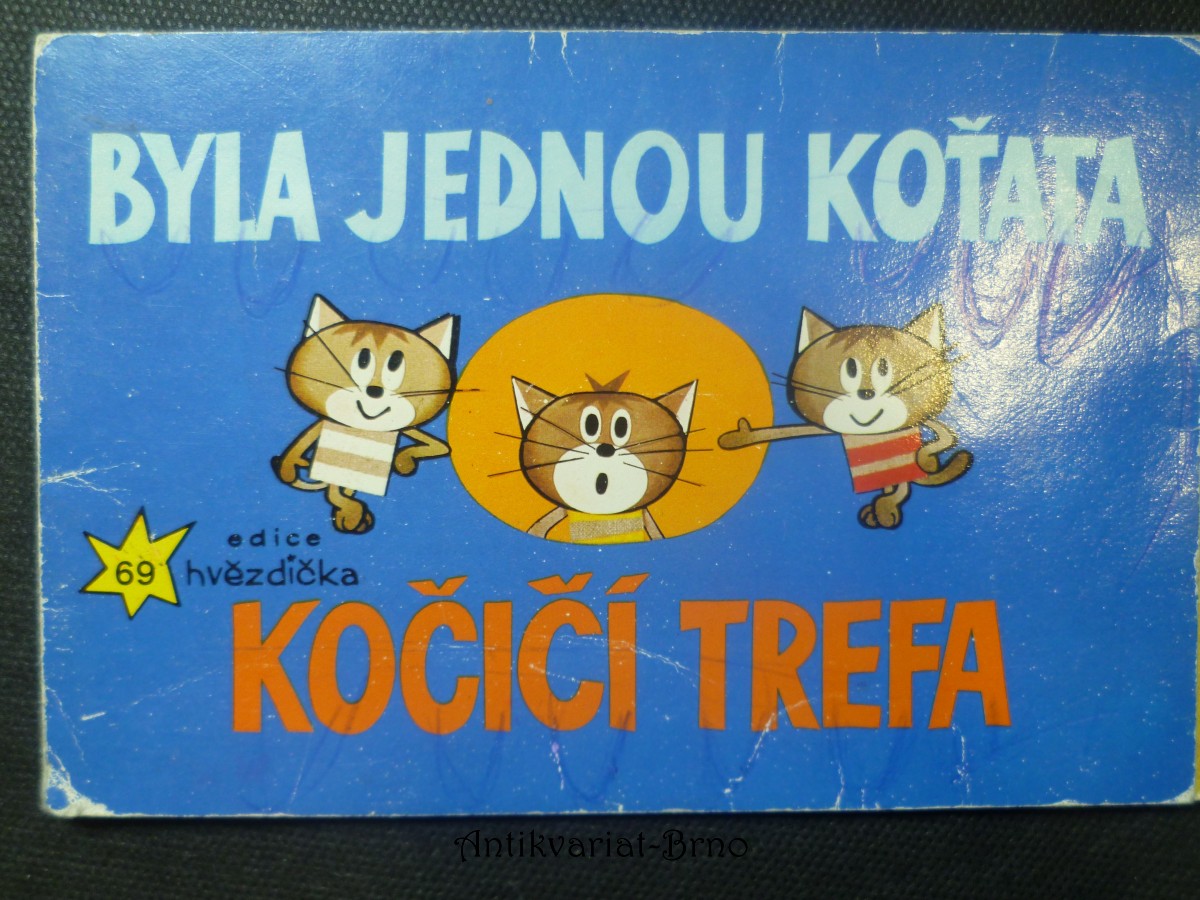 BYLA JEDNOU KOŤATA
69
edice
hvězdička
KOČIČÍ TREFA
Antikvariat-Brno